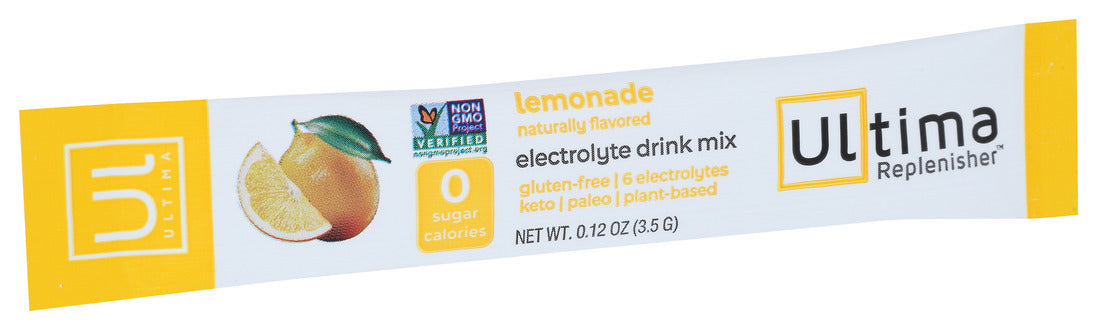 UL
ULTIMA
NON
GMO
Project
VERIFIED
nongmoproject.org
0
sugar
calories
lemonade
naturally flavored
electrolyte drink mix
gluten-free | 6 electrolytes
keto | paleo | plant-based
NET WT. 0.12 OZ (3.5 G)
Ultima
Replenisher™